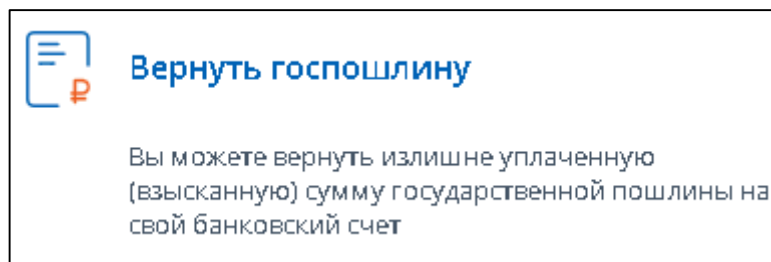 Вернуть госпошлину
Вы можете вернуть излишне уплаченную
(взысканную) сумму государственной пошлины на
свой банковский счет